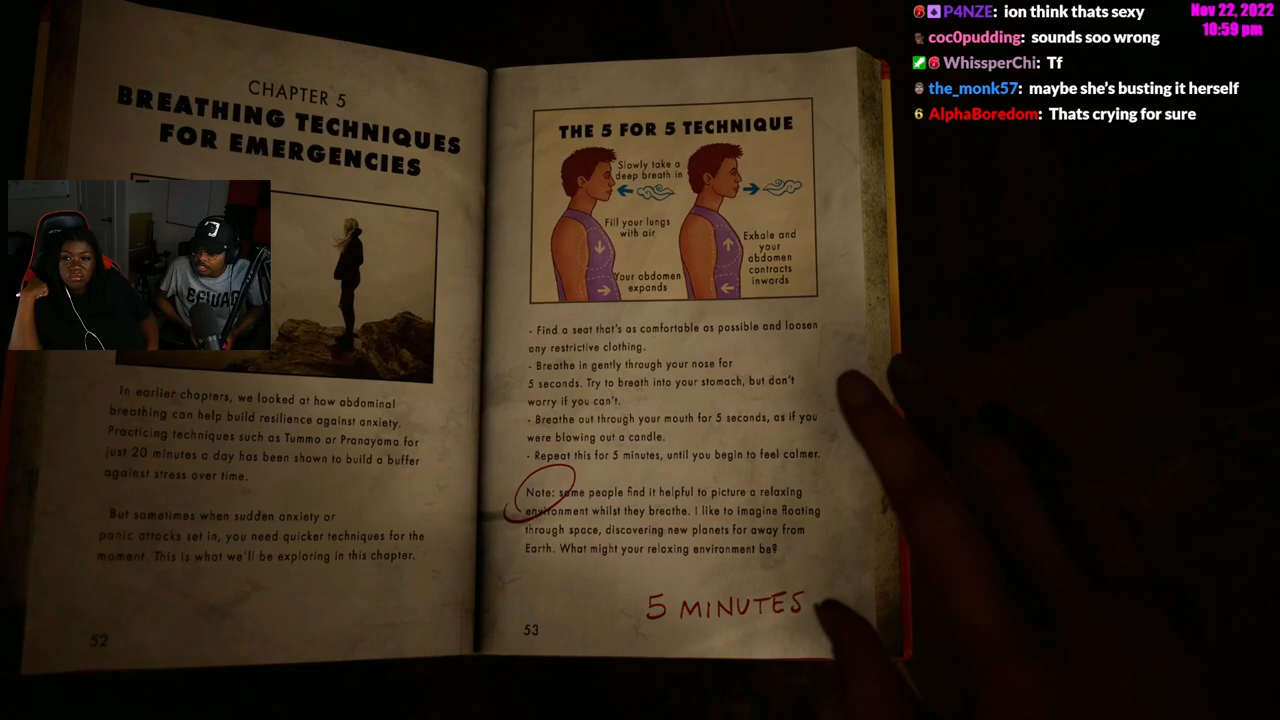 P4NZE: ion think thats sexy
coc0pudding: sounds soo wrong
WhissperChi: Tf
the_monk57: maybe she's busting it herself
AlphaBoredom: Thats crying for sure
Nov 22, 2022
10:59 pm
CHAPTER 5
BREATHING TECHNIQUES
FOR EMERGENCIES
In earlier chapters, we looked at how abdominal
breathing can help build resilience against anxiety.
Practicing techniques such as Tummo or Pranayama for
just 20 minutes a day has been shown to build a buffer
against stress over time.
But sometimes when sudden anxiety or
panic attacks set in, you need quicker techniques for the
moment. This is what we'll be exploring in this chapter.
52
THE 5 FOR 5 TECHNIQUE
Slowly take a
deep breath in
Fill your lungs
with air
Your abdomen
expands
Exhale and
your
abdomen
contracts
inwards
- Find a seat that's as comfortable as possible and loosen
any restrictive clothing.
- Breathe in gently through your nose for
5 seconds. Try to breath into your stomach, but don't
worry if you can't.
- Breathe out through your mouth for 5 seconds, as if you
were blowing out a candle.
- Repeat this for 5 minutes, until you begin to feel calmer.
Note: some people find it helpful to picture a relaxing
environment whilst they breathe. I like to imagine floating
through space, discovering new planets far away from
Earth. What might your relaxing environment be?
5 MINUTES
53